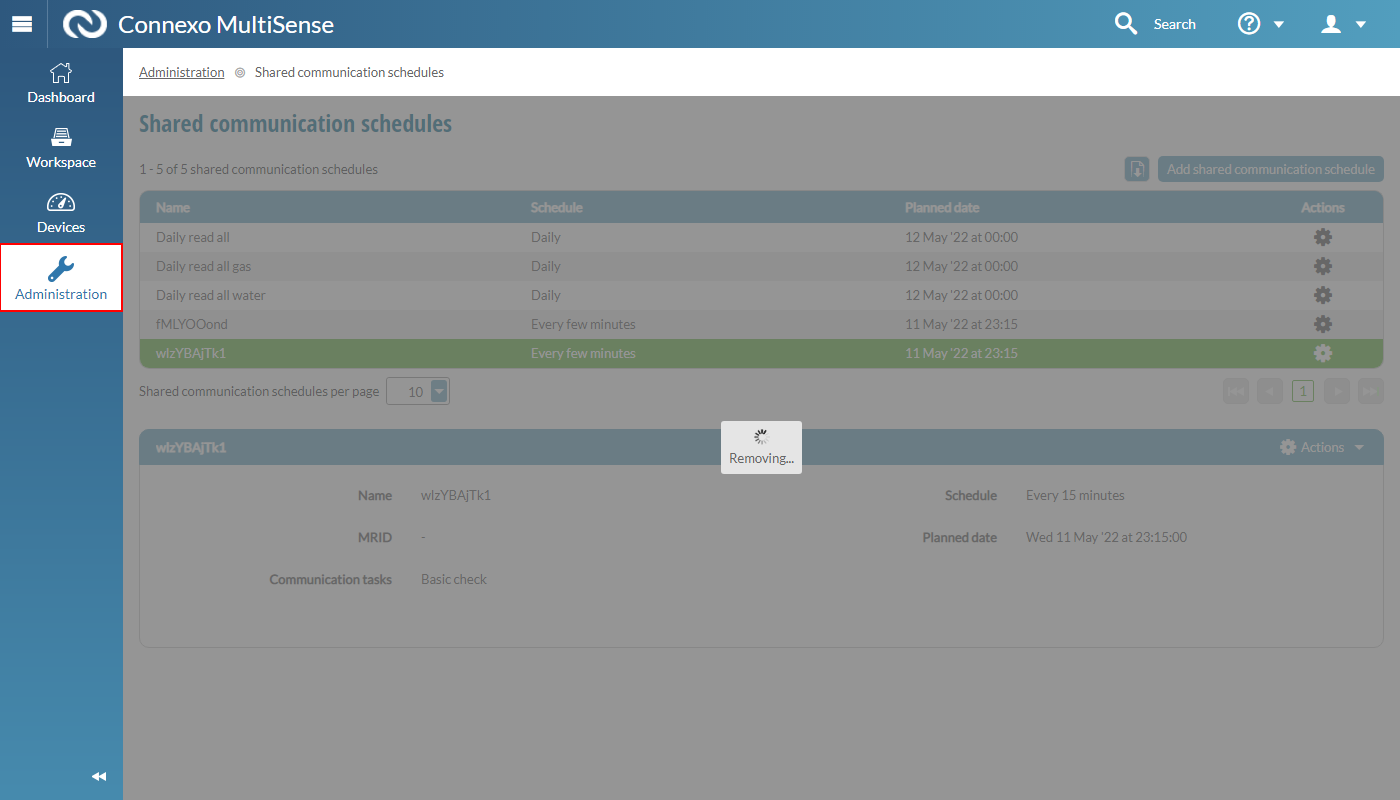 Connexo MultiSense
Search
Dashboard
Workspace
Devices
Administration
Administration Shared communication schedules
Shared communication schedules
1 - 5 of 5 shared communication schedules
Add shared communication schedule
Name Schedule Planned date Actions
Daily read all Daily 12 May '22 at 00:00
Daily read all gas Daily 12 May '22 at 00:00
Daily read all water Daily 12 May '22 at 00:00
fMLYOOond Every few minutes 11 May '22 at 23:15
wIzYBAjTk1 Every few minutes 11 May '22 at 23:15
Shared communication schedules per page 10
1
wIzYBAjTk1 Actions
Removing...
Name wIzYBAjTk1 Schedule Every 15 minutes
MRID - Planned date Wed 11 May '22 at 23:15:00
Communication tasks Basic check